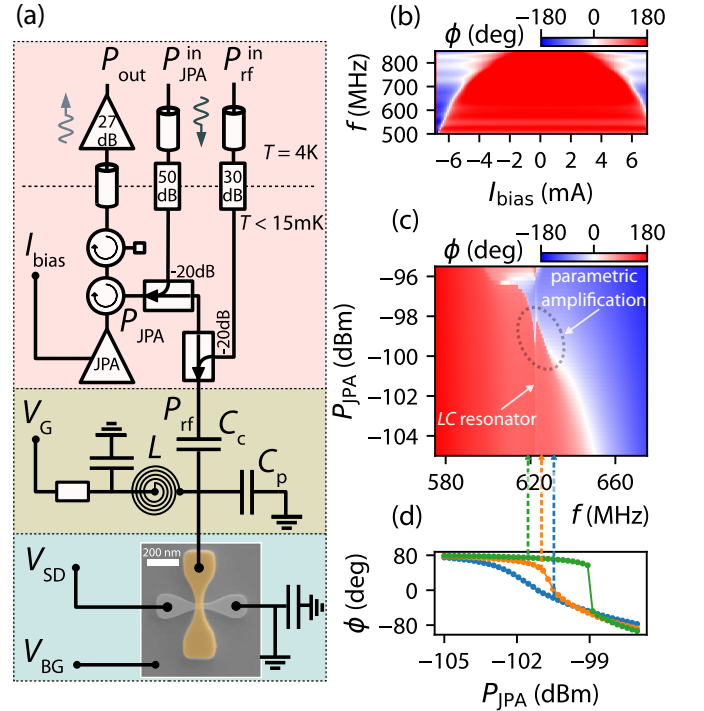 (a)
P_out P^in_JPA P^in_rf
27 dB
50 dB
30 dB
T = 4K
T < 15mK
I_bias
-20dB
-20dB
P_JPA
JPA
P_rf
C_c
V_G
L
C_p
200 nm
V_SD
V_BG
(b)
ϕ (deg) −180 0 180
f (MHz)
800
700
600
500
−6 −4 −2 0 2 4 6
I_bias (mA)
(c)
ϕ (deg) −180 0 180
P_JPA (dBm)
−96
−98
−100
−102
−104
parametric
amplification
LC resonator
580 620 660
f (MHz)
(d)
ϕ (deg)
80
0
−80
−105 −102 −99
P_JPA (dBm)